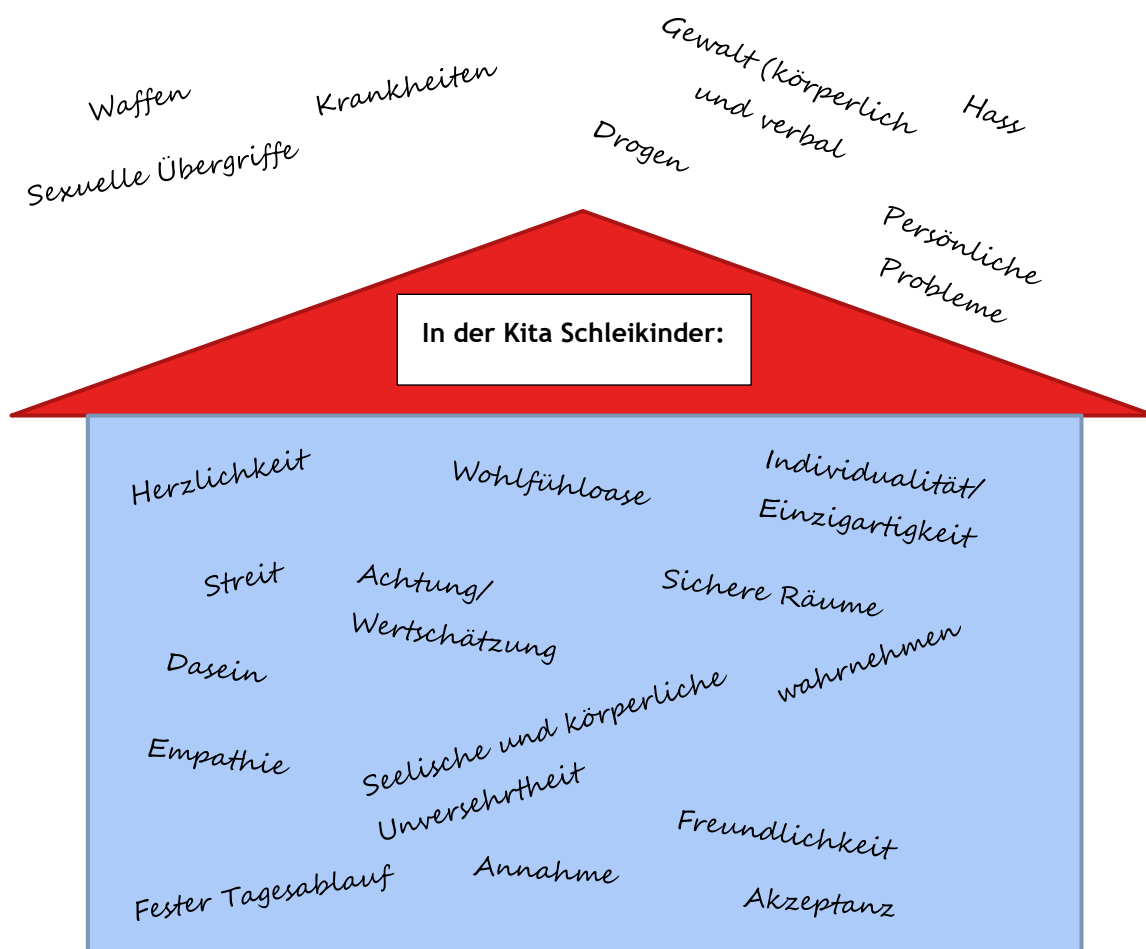 Waffen
Krankheiten
Sexuelle Übergriffe
Gewalt (körperlich
und verbal
Hass
Drogen
Persönliche
Probleme
In der Kita Schleikinder:
Herzlichkeit
Wohlfühloase
Individualität/
Einzigartigkeit
Streit
Achtung/
Wertschätzung
Sichere Räume
Dasein
wahrnehmen
Empathie
Seelische und körperliche
Unversehrtheit
Freundlichkeit
Fester Tagesablauf
Annahme
Akzeptanz